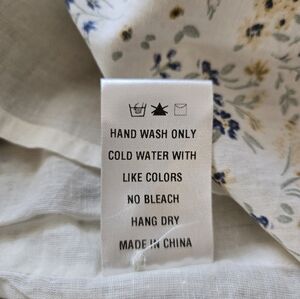 HAND WASH ONLY
COLD WATER WITH
LIKE COLORS
NO BLEACH
HANG DRY
MADE IN CHINA